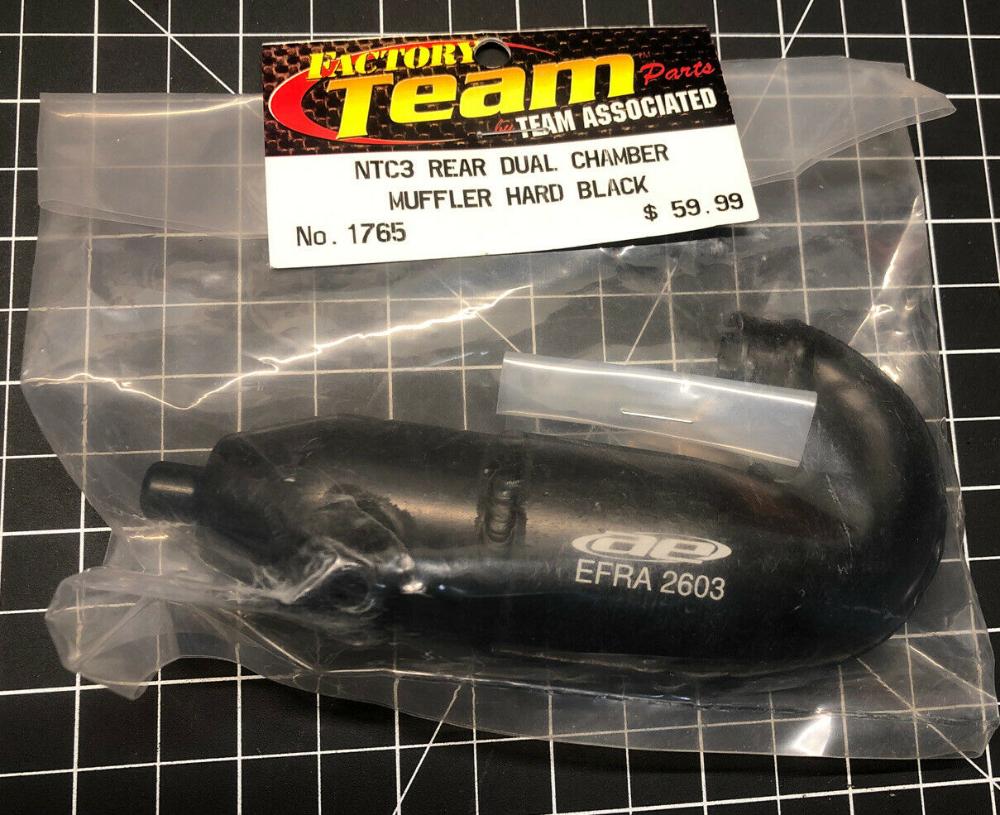 FACTORY
Team Parts
by TEAM ASSOCIATED
NTC3 REAR DUAL CHAMBER
MUFFLER HARD BLACK
$ 59.99
No. 1765
ae
EFRA 2603